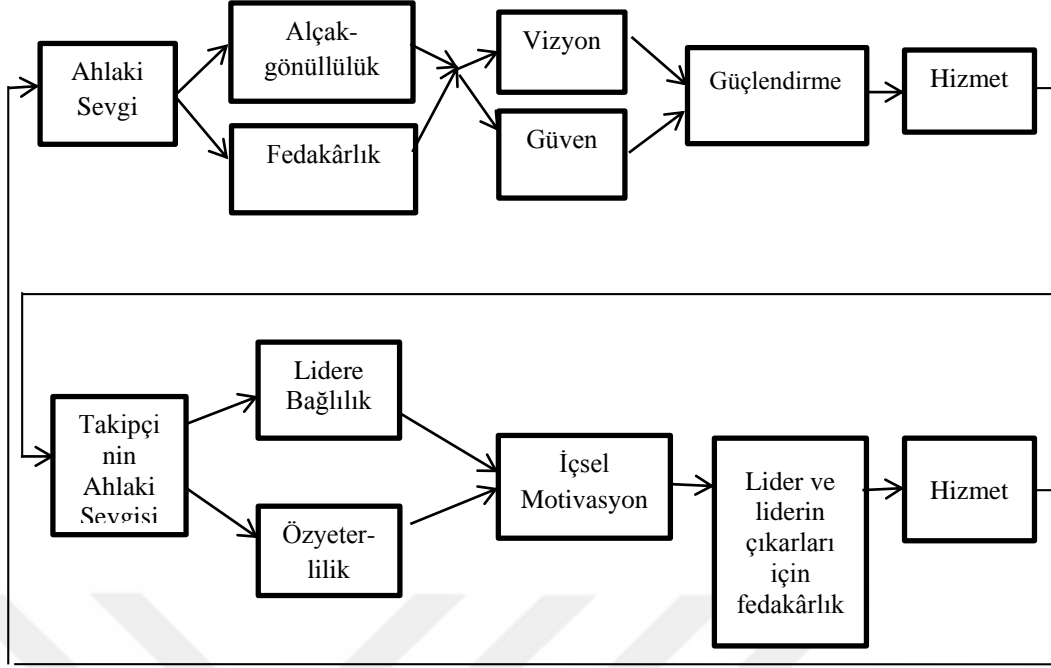 Ahlaki
Sevgi
Alçak-
gönüllülük
Fedakârlık
Vizyon
Güven
Güçlendirme
Hizmet
Takipçi
nin
Ahlaki
Sevgisi
Lidere
Bağlılık
Özyeter-
lilik
İçsel
Motivasyon
Lider ve
liderin
çıkarları
için
fedakârlık
Hizmet